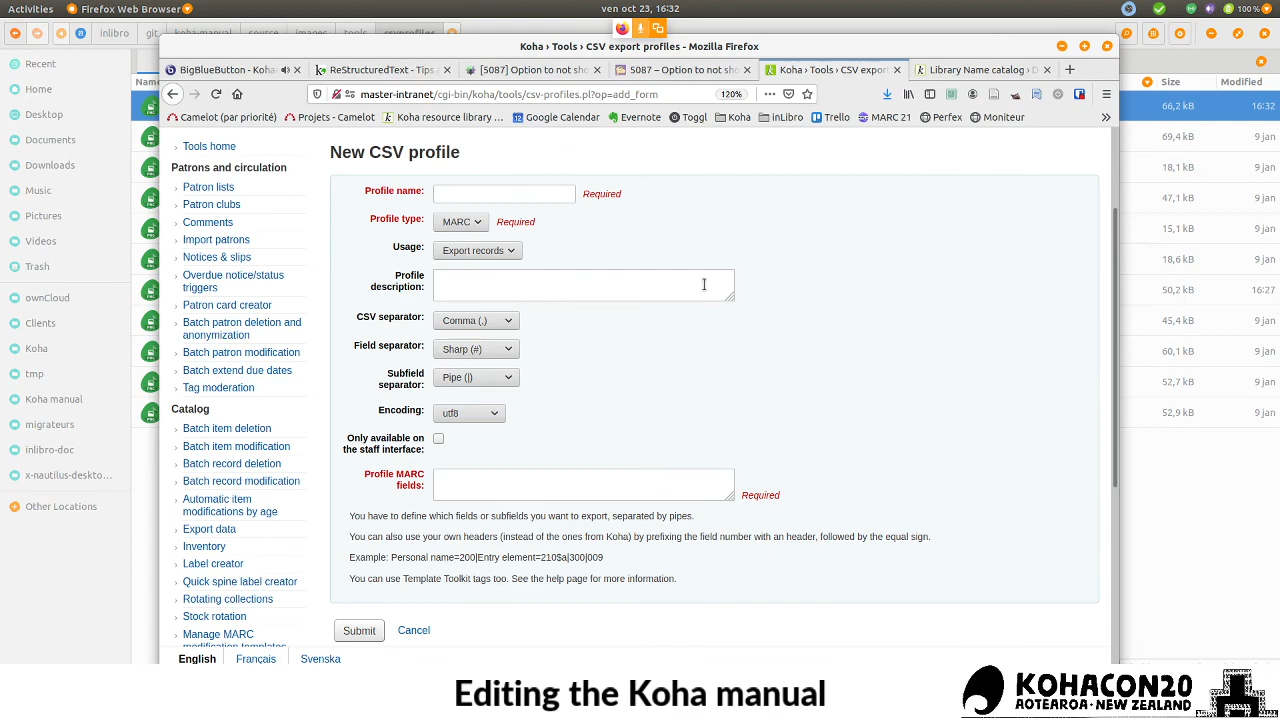 Activities Firefox Web Browser ven oct 23, 16:32 100%
inlibro git koha-manual source images tools csvprofiles
Koha › Tools › CSV export profiles - Mozilla Firefox
BigBlueButton - Koha ReStructuredText - Tips [5087] Option to not sho 5087 – Option to not sho Koha › Tools › CSV export Library Name catalog › D
master-intranet/cgi-bin/koha/tools/csv-profiles.pl?op=add_form 120%
Camelot (par priorité) Projets - Camelot Koha resource library ... Google Calendar Evernote Toggl Koha inLibro Trello MARC 21 Perfex Moniteur
Recent
Home
Desktop
Documents
Downloads
Music
Pictures
Videos
Trash
ownCloud
Clients
Koha
tmp
Koha manual
migrateurs
inlibro-doc
x-nautilus-deskto...
Other Locations
Tools home
Patrons and circulation
Patron lists
Patron clubs
Comments
Import patrons
Notices & slips
Overdue notice/status
triggers
Patron card creator
Batch patron deletion and
anonymization
Batch patron modification
Batch extend due dates
Tag moderation
Catalog
Batch item deletion
Batch item modification
Batch record deletion
Batch record modification
Automatic item
modifications by age
Export data
Inventory
Label creator
Quick spine label creator
Rotating collections
Stock rotation
Manage MARC
modification templates
New CSV profile
Profile name: Required
Profile type: MARC Required
Usage: Export records
Profile
description:
CSV separator: Comma (,)
Field separator: Sharp (#)
Subfield
separator: Pipe (|)
Encoding: utf8
Only available on
the staff interface:
Profile MARC
fields: Required
You have to define which fields or subfields you want to export, separated by pipes.
You can also use your own headers (instead of the ones from Koha) by prefixing the field number with an header, followed by the equal sign.
Example: Personal name=200|Entry element=210$a|300|009
You can use Template Toolkit tags too. See the help page for more information.
Submit Cancel
English Français Svenska
Size Modified
66,2 kB 16:32
69,4 kB 9 jan
18,1 kB 9 jan
47,1 kB 9 jan
15,1 kB 9 jan
18,6 kB 9 jan
50,2 kB 16:27
45,4 kB 9 jan
60,1 kB 9 jan
52,7 kB 9 jan
52,9 kB 9 jan
Editing the Koha manual
KOHACON20
AOTEAROA - NEW ZEALAND